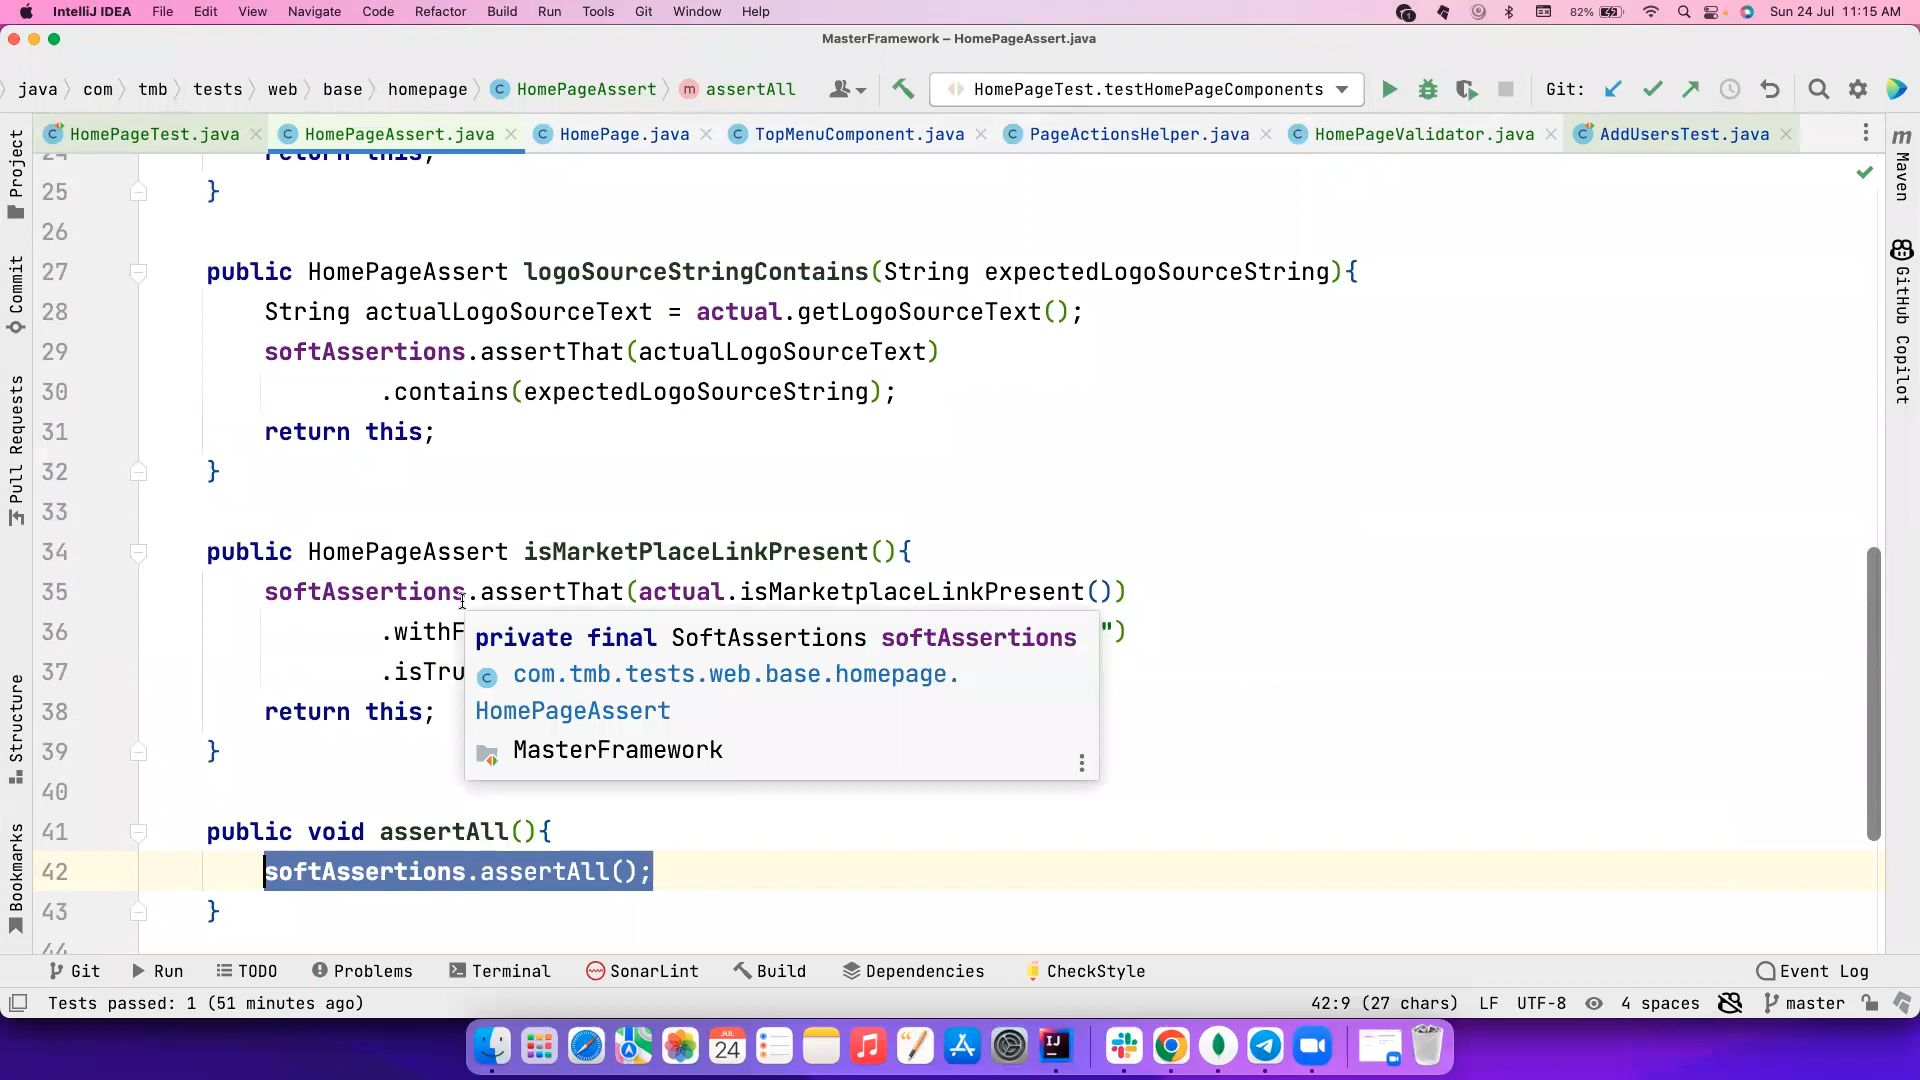 IntelliJ IDEA File Edit View Navigate Code Refactor Build Run Tools Git Window Help 82% Sun 24 Jul 11:15 AM
MasterFramework – HomePageAssert.java
java com tmb tests web base homepage HomePageAssert assertAll HomePageTest.testHomePageComponents Git:
HomePageTest.java HomePageAssert.java HomePage.java TopMenuComponent.java PageActionsHelper.java HomePageValidator.java AddUsersTest.java
24 return this;
25 }
26
27 public HomePageAssert logoSourceStringContains(String expectedLogoSourceString){
28 String actualLogoSourceText = actual.getLogoSourceText();
29 softAssertions.assertThat(actualLogoSourceText)
30 .contains(expectedLogoSourceString);
31 return this;
32 }
33
34 public HomePageAssert isMarketPlaceLinkPresent(){
35 softAssertions.assertThat(actual.isMarketplaceLinkPresent())
36 .withF ")
37 .isTru
38 return this;
39 }
40
41 public void assertAll(){
42 softAssertions.assertAll();
43 }
44
private final SoftAssertions softAssertions
com.tmb.tests.web.base.homepage.
HomePageAssert
MasterFramework
Project
Commit
Pull Requests
Structure
Bookmarks
Maven
GitHub Copilot
Git Run TODO Problems Terminal SonarLint Build Dependencies CheckStyle Event Log
Tests passed: 1 (51 minutes ago) 42:9 (27 chars) LF UTF-8 4 spaces master
JUL
24
IJ